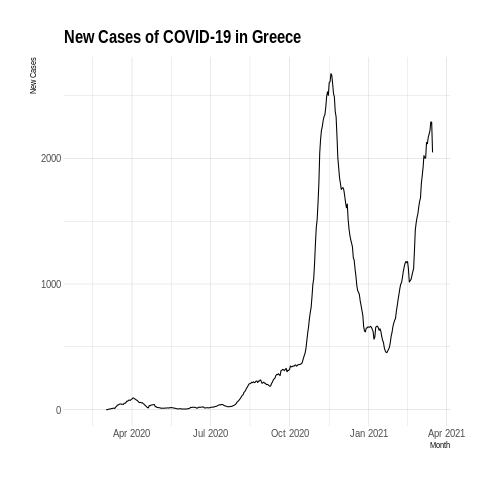 New Cases of COVID-19 in Greece
New Cases
2000
1000
0
Apr 2020 Jul 2020 Oct 2020 Jan 2021 Apr 2021
Month